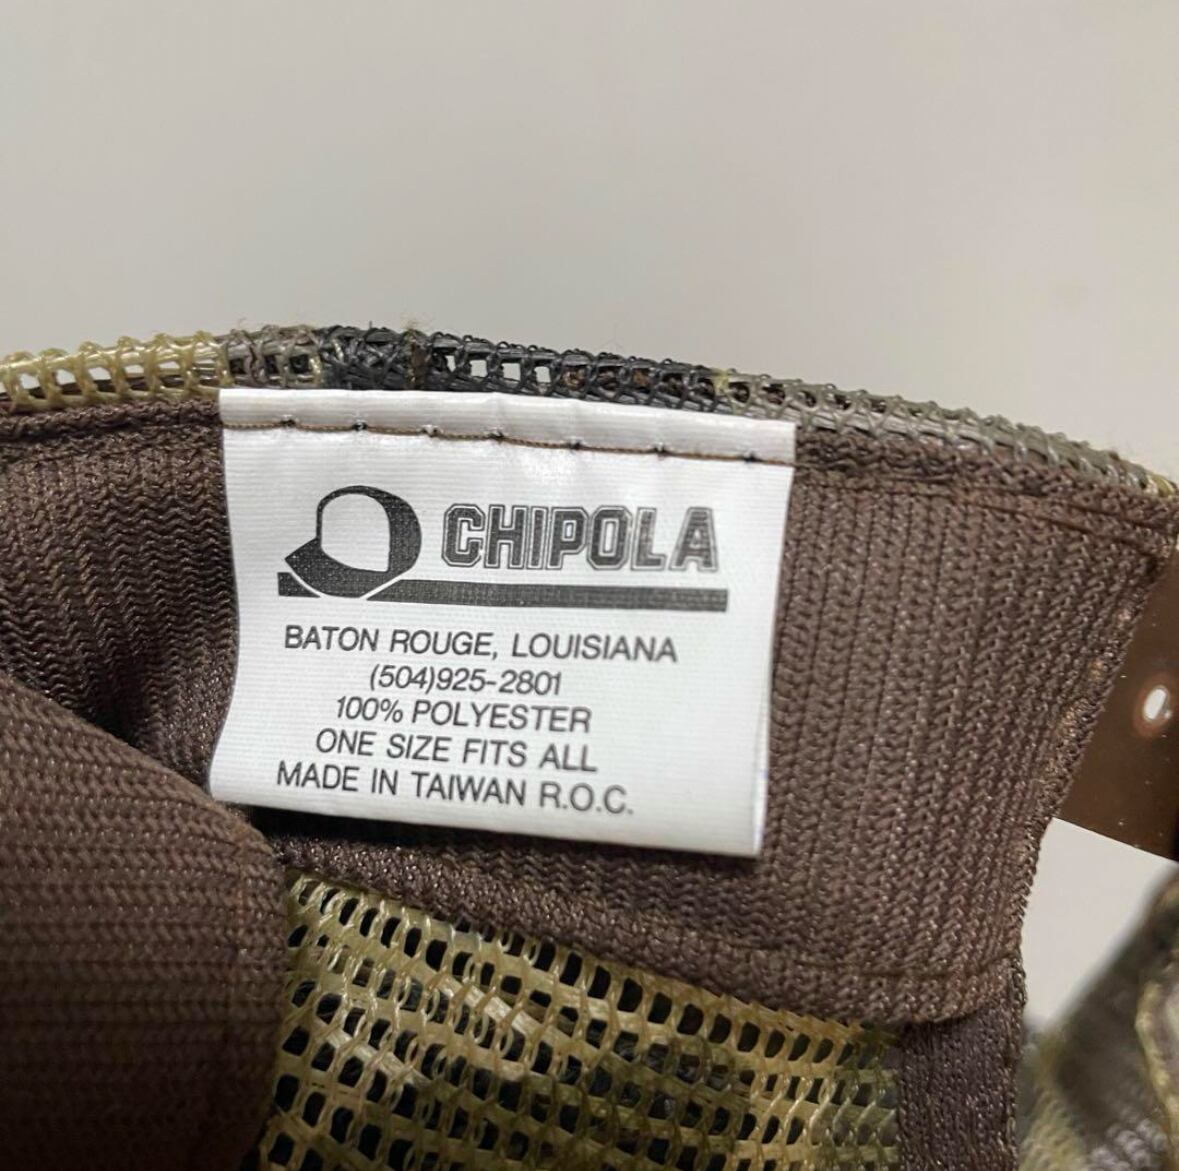 CHIPOLA
BATON ROUGE, LOUISIANA
(504)925-2801
100% POLYESTER
ONE SIZE FITS ALL
MADE IN TAIWAN R.O.C.